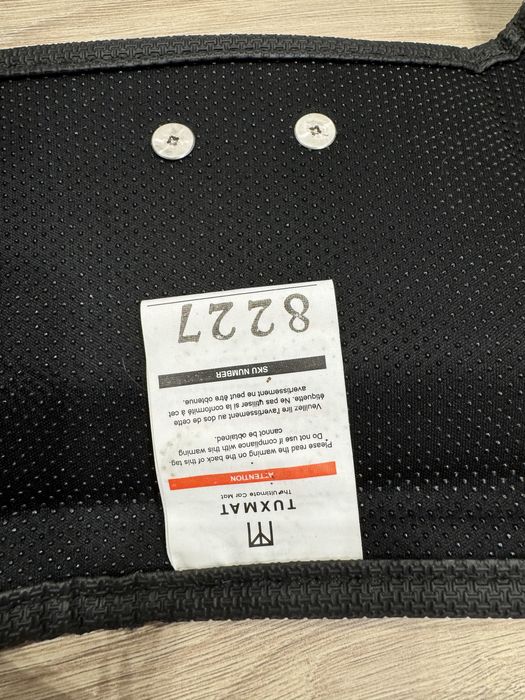 TUXMAT
The Ultimate Car Mat
ATTENTION
Please read the warning on the back of this tag
Do not use if compliance with this warning
cannot be obtained.
Veuillez lire l'avertissement au dos de cette
étiquette. Ne pas utiliser si la conformité à cet
avertissement ne peut être obtenue.
SKU NUMBER
8227